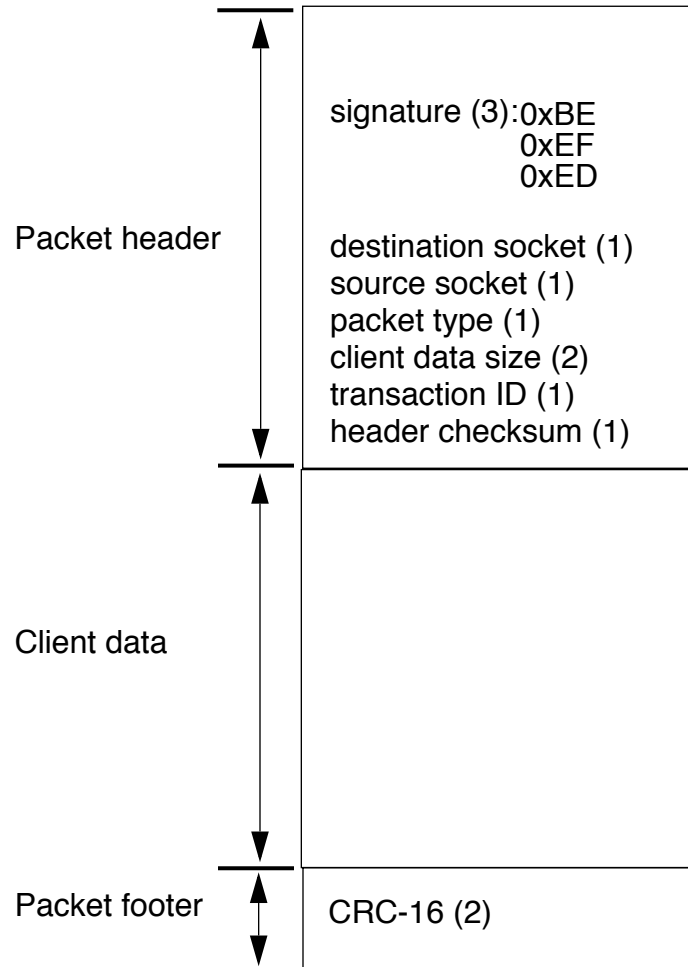 signature (3):0xBE
0xEF
0xED
Packet header
destination socket (1)
source socket (1)
packet type (1)
client data size (2)
transaction ID (1)
header checksum (1)
Client data
Packet footer
CRC-16 (2)